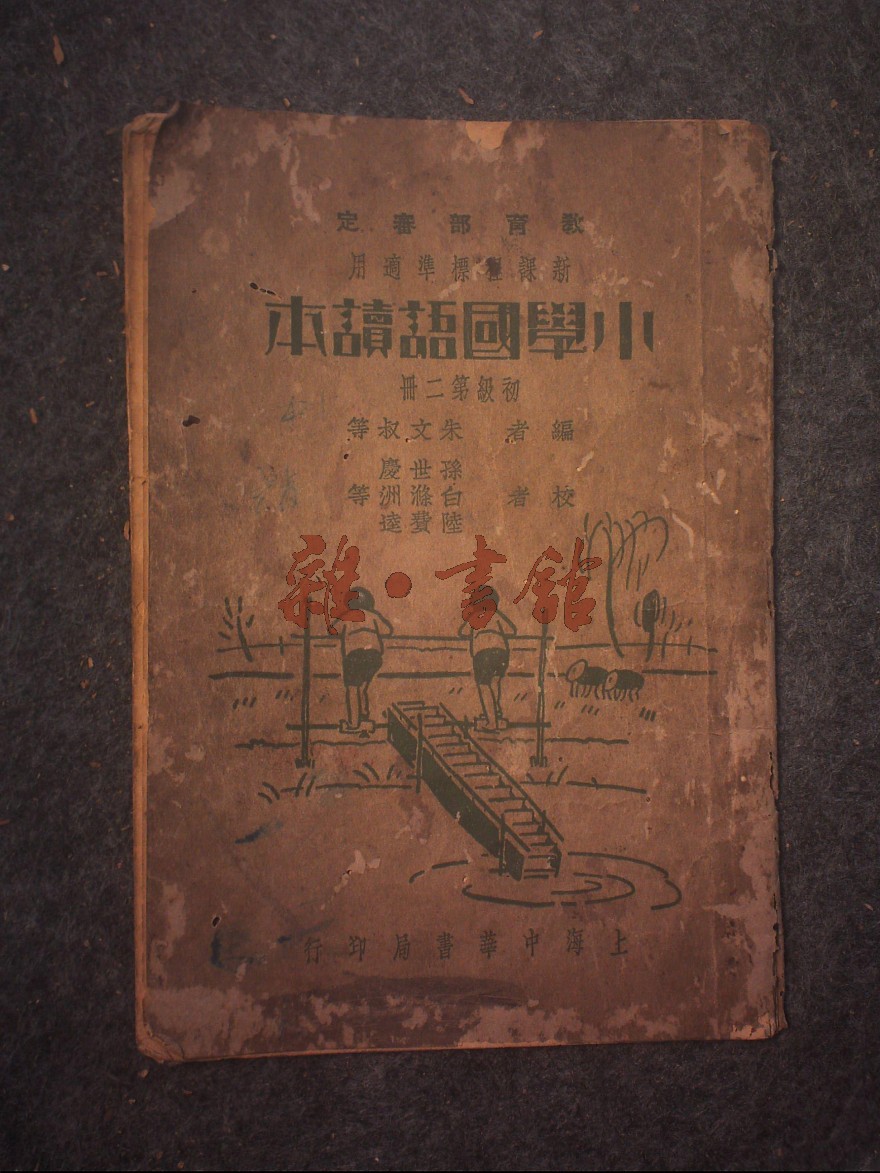 教育部審定
新課程標準適用
小學國語讀本
初級第二冊
編者 朱文叔等
校者 孫世慶 白滌洲 陸費逵 等
雜·書館
上海中華書局印行